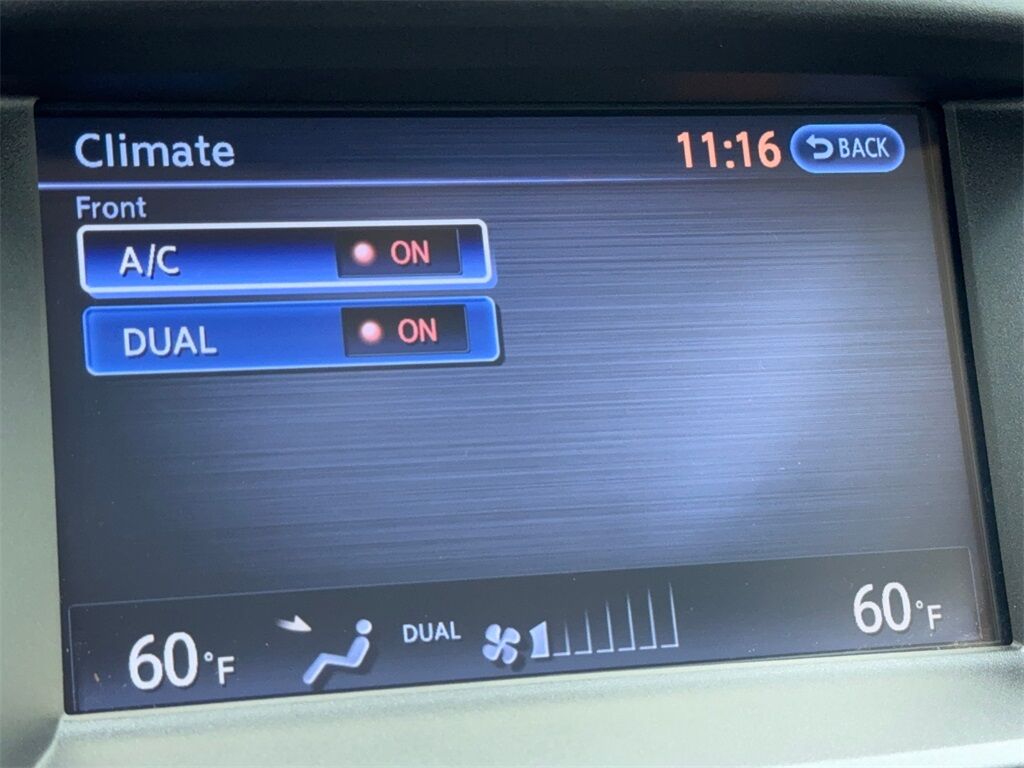 Climate 11:16 BACK
Front
A/C ON
DUAL ON
60°F DUAL 60°F